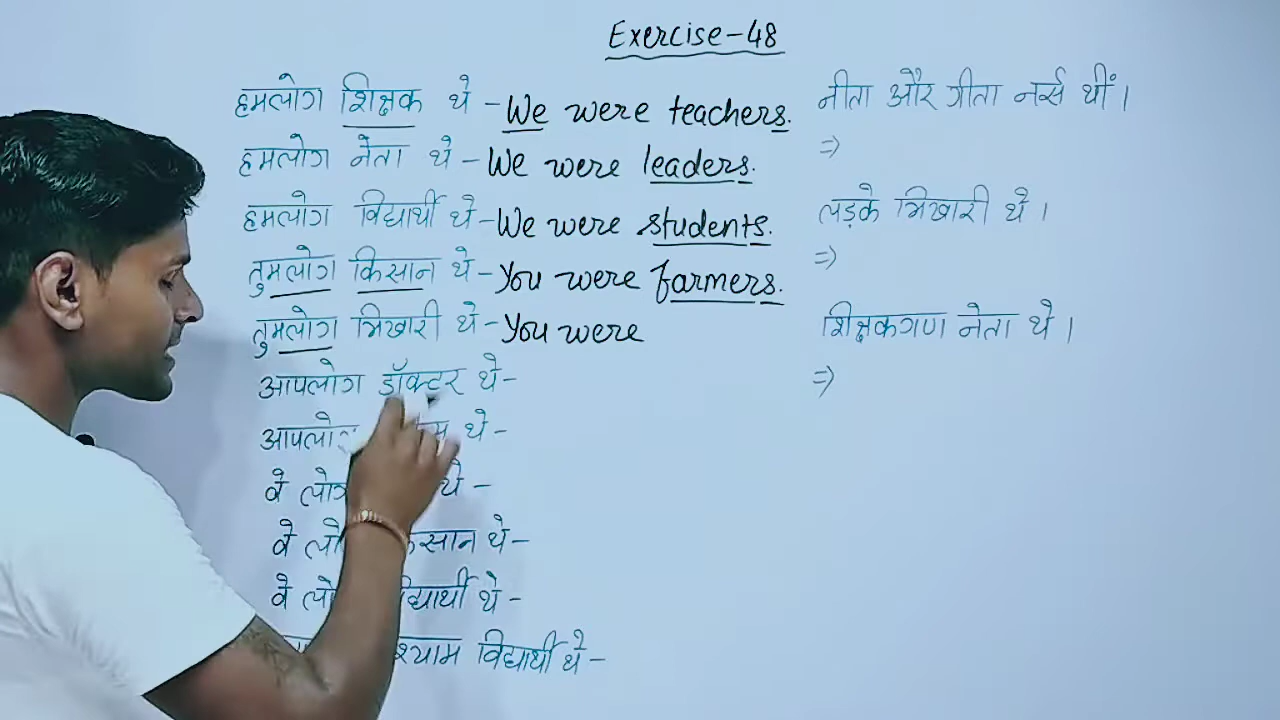 Exercise-48
हमलोग शिक्षक थे - We were teachers.
हमलोग नेता थे - We were leaders.
हमलोग विद्यार्थी थे - We were students.
तुमलोग किसान थे - You were farmers.
तुमलोग भिखारी थे - You were
आपलोग डॉक्टर थे -
आपलोग थे -
वे थे -
वे थे -
वे थे -
श्याम विद्यार्थी थे -
नीता और गीता नर्स थीं।
⇒
लड़के भिखारी थे।
⇒
शिक्षकगण नेता थे।
⇒